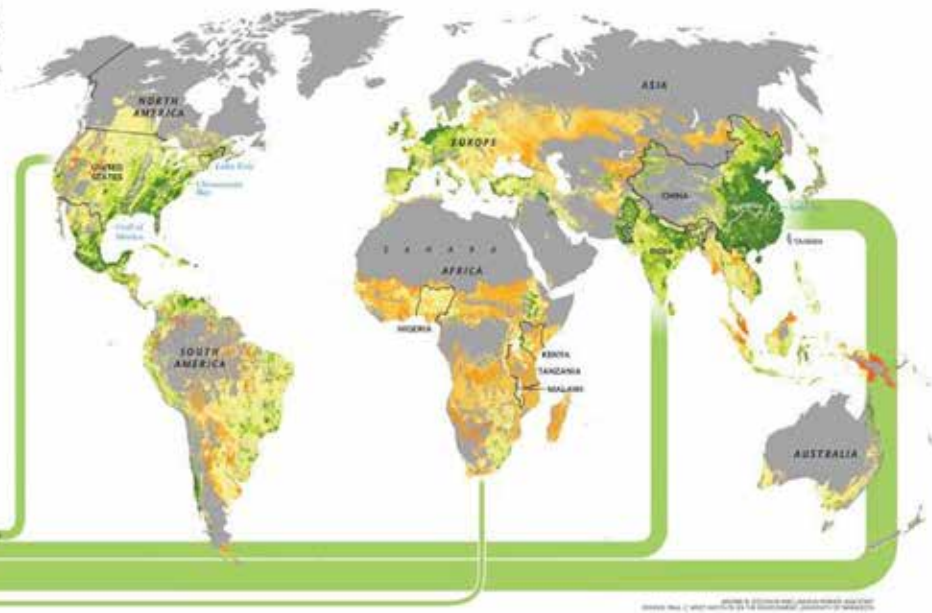 NORTH
AMERICA
UNITED
STATES
Lake Erie
Chesapeake
Bay
Gulf of
Mexico
SOUTH
AMERICA
EUROPE
ASIA
CHINA
INDIA
TAIWAN
SAHARA
AFRICA
NIGERIA
KENYA
TANZANIA
MALAWI
AUSTRALIA